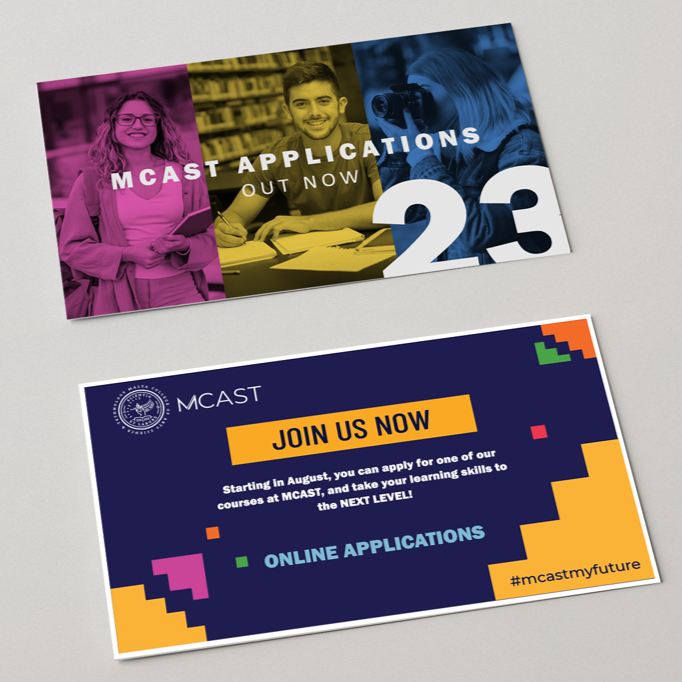 MCAST APPLICATIONS
OUT NOW
23
MCAST
JOIN US NOW
Starting in August, you can apply for one of our
courses at MCAST, and take your learning skills to
the NEXT LEVEL!
ONLINE APPLICATIONS
#mcastmyfuture